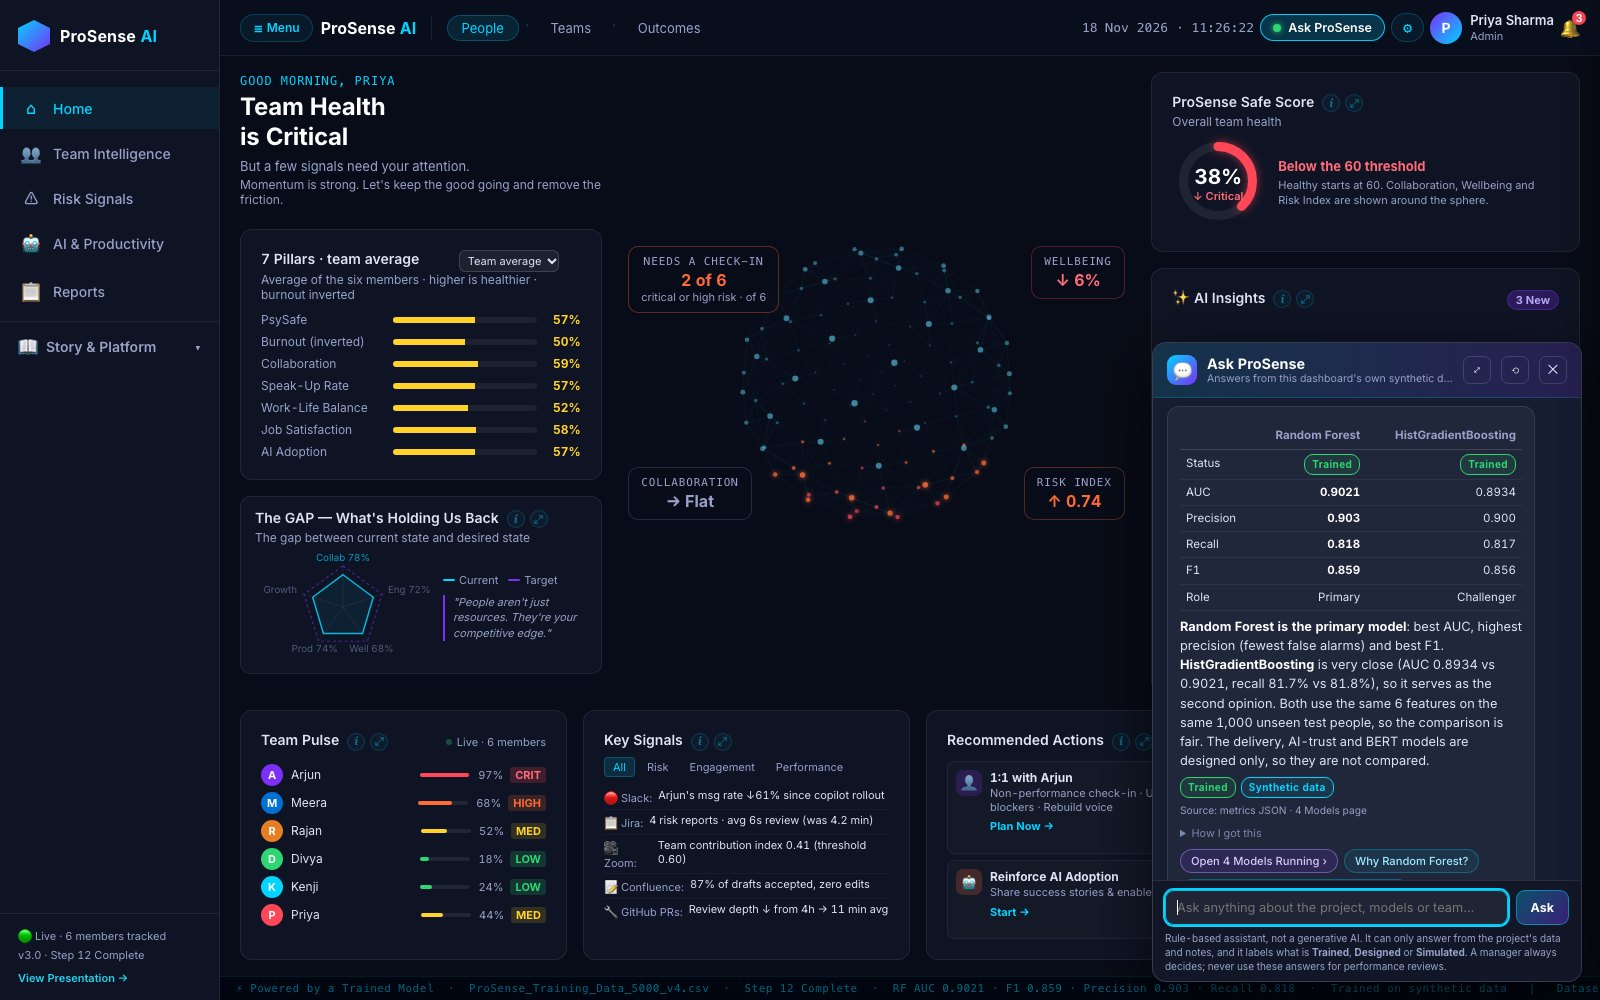 ProSense AI
Home
Team Intelligence
Risk Signals
AI & Productivity
Reports
Story & Platform
Live · 6 members tracked
v3.0 · Step 12 Complete
View Presentation →
≡ Menu
ProSense AI
People
Teams
Outcomes
18 Nov 2026 · 11:26:22
Ask ProSense
P
Priya Sharma
Admin
3
GOOD MORNING, PRIYA
Team Health
is Critical
But a few signals need your attention.
Momentum is strong. Let's keep the good going and remove the
friction.
7 Pillars · team average
Team average
Average of the six members · higher is healthier ·
burnout inverted
PsySafe 57%
Burnout (inverted) 50%
Collaboration 59%
Speak-Up Rate 57%
Work-Life Balance 52%
Job Satisfaction 58%
AI Adoption 57%
The GAP — What's Holding Us Back i
The gap between current state and desired state
Collab 78%
Growth
Eng 72%
Prod 74%
Well 68%
Current
Target
"People aren't just
resources. They're your
competitive edge."
NEEDS A CHECK-IN
2 of 6
critical or high risk · of 6
WELLBEING
↓ 6%
COLLABORATION
→ Flat
RISK INDEX
↑ 0.74
ProSense Safe Score i
Overall team health
38%
↓ Critical
Below the 60 threshold
Healthy starts at 60. Collaboration, Wellbeing and
Risk Index are shown around the sphere.
AI Insights i
3 New
Team Pulse i
Live · 6 members
A Arjun 97% CRIT
M Meera 68% HIGH
R Rajan 52% MED
D Divya 18% LOW
K Kenji 24% LOW
P Priya 44% MED
Key Signals i
All
Risk
Engagement
Performance
Slack: Arjun's msg rate ↓61% since copilot rollout
Jira: 4 risk reports · avg 6s review (was 4.2 min)
Zoom: Team contribution index 0.41 (threshold
0.60)
Confluence: 87% of drafts accepted, zero edits
GitHub PRs: Review depth ↓ from 4h → 11 min avg
Recommended Actions i
1:1 with Arjun
Non-performance check-in · U
blockers · Rebuild voice
Plan Now →
Reinforce AI Adoption
Share success stories & enable
Start →
Ask ProSense
Answers from this dashboard's own synthetic d...
Random Forest HistGradientBoosting
Status Trained Trained
AUC 0.9021 0.8934
Precision 0.903 0.900
Recall 0.818 0.817
F1 0.859 0.856
Role Primary Challenger
Random Forest is the primary model: best AUC, highest
precision (fewest false alarms) and best F1.
HistGradientBoosting is very close (AUC 0.8934 vs
0.9021, recall 81.7% vs 81.8%), so it serves as the
second opinion. Both use the same 6 features on the
same 1,000 unseen test people, so the comparison is
fair. The delivery, AI-trust and BERT models are
designed only, so they are not compared.
Trained
Synthetic data
Source: metrics JSON · 4 Models page
▶ How I got this
Open 4 Models Running ›
Why Random Forest?
Ask anything about the project, models or team...
Ask
Rule-based assistant, not a generative AI. It can only answer from the project's data
and notes, and it labels what is Trained, Designed or Simulated. A manager always
decides; never use these answers for performance reviews.
⚡ Powered by a Trained Model · ProSense_Training_Data_5000_v4.csv · Step 12 Complete · RF AUC 0.9021 · F1 0.859 · Precision 0.903 · Recall 0.818 · Trained on synthetic data | Datase